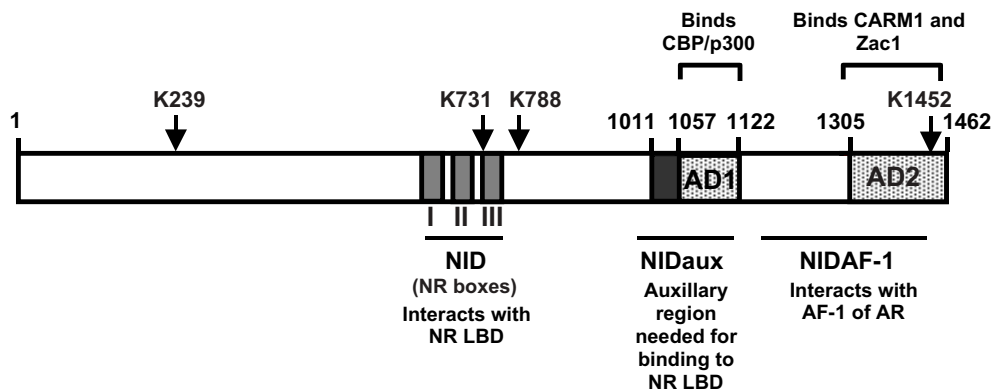 Binds
CBP/p300
Binds CARM1 and
Zac1
1
K239
K731
K788
1011
1057
1122
1305
K1452
1462
AD1
AD2
I
II
III
NID
(NR boxes)
Interacts with
NR LBD
NIDaux
Auxillary
region
needed for
binding to
NR LBD
NIDAF-1
Interacts with
AF-1 of AR